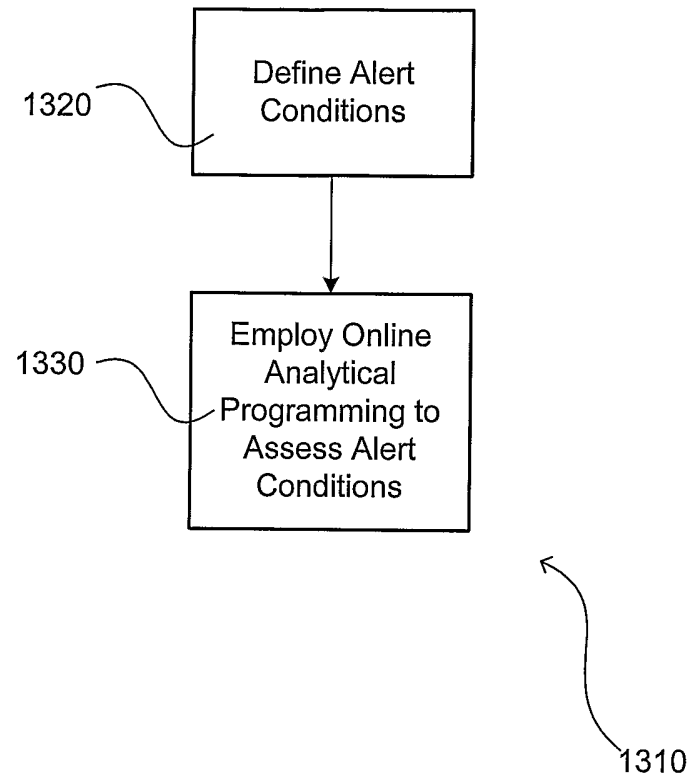 Define Alert
Conditions
1320
Employ Online
Analytical
Programming to
Assess Alert
Conditions
1330
1310